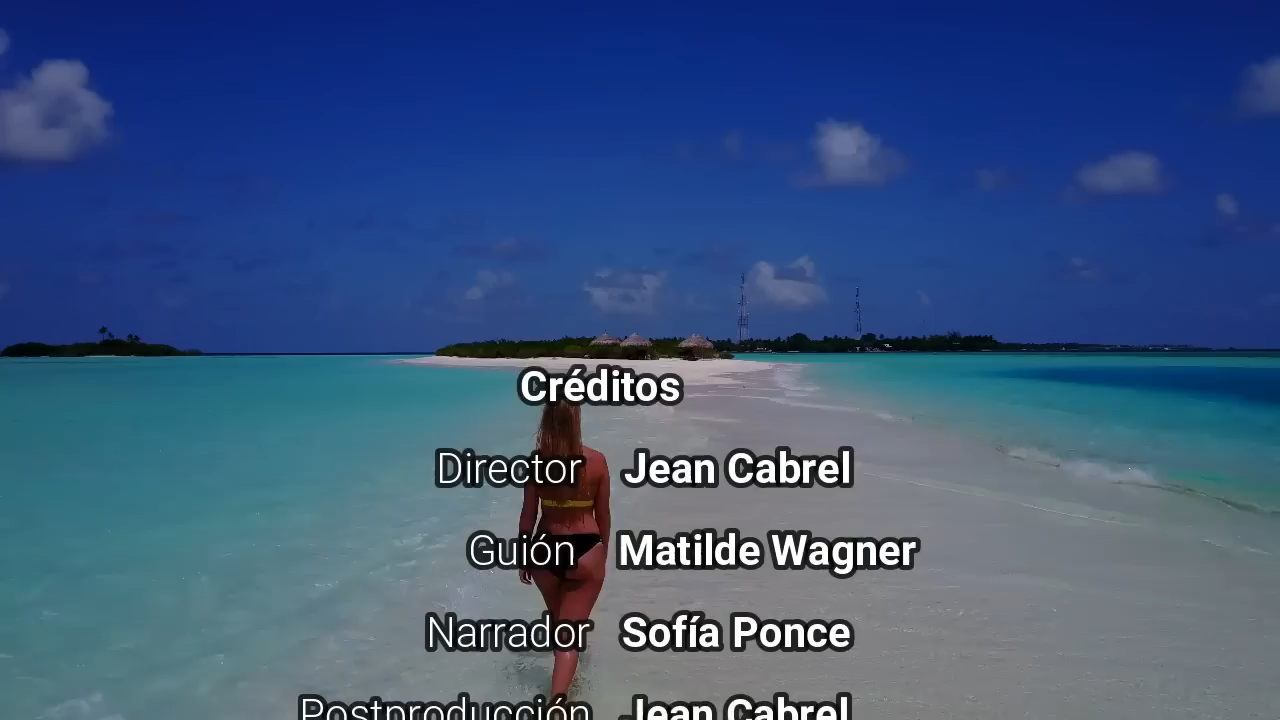 Créditos
Director Jean Cabrel
Guión Matilde Wagner
Narrador Sofía Ponce
Postproducción Jean Cabrel